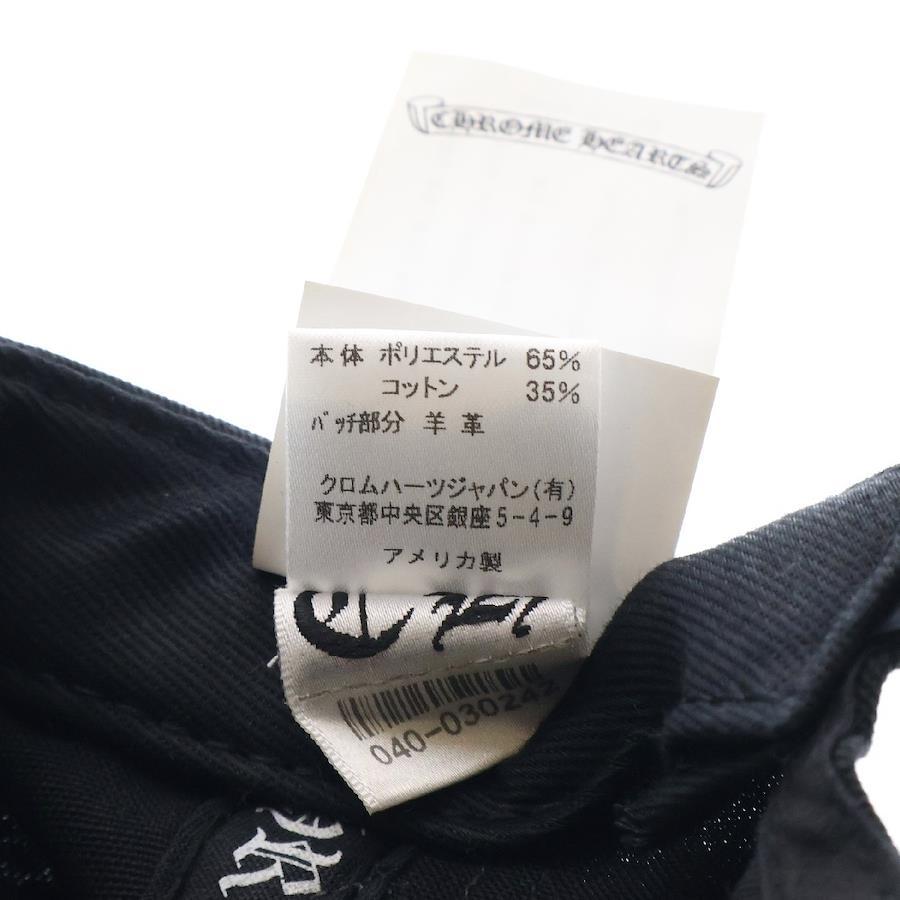 CHROME HEARTS
本体 ポリエステル 65%
コットン 35%
パッチ部分 羊革
クロムハーツジャパン(有)
東京都中央区銀座5-4-9
アメリカ製
040-030242